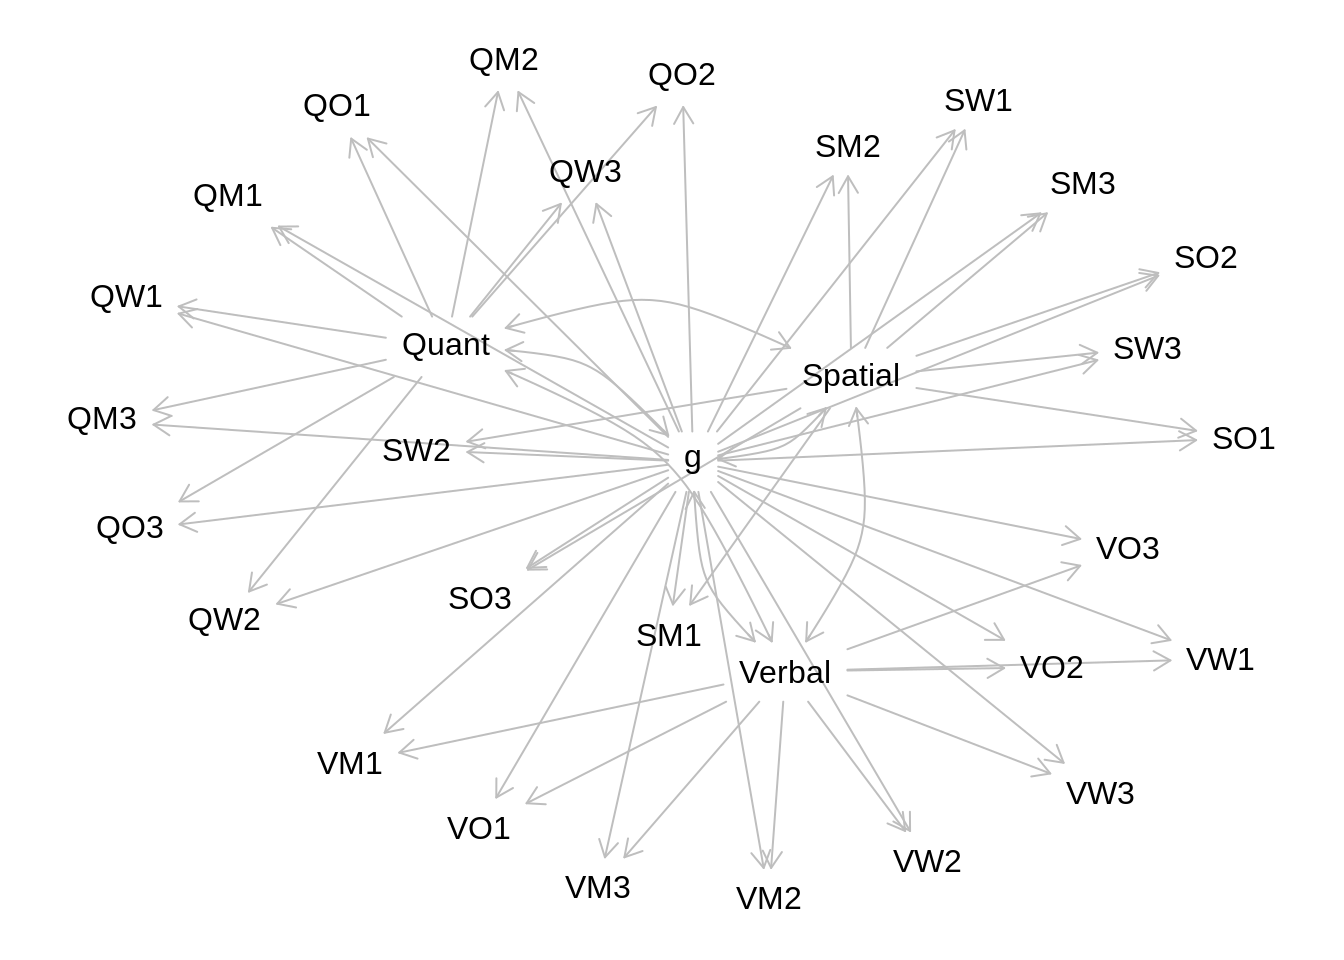 QM2
QO2
QO1
SW1
SM2
QW3
SM3
QM1
SO2
QW1
Quant
SW3
Spatial
QM3
SO1
SW2
g
QO3
VO3
SO3
QW2
SM1
VW1
VO2
Verbal
VM1
VW3
VO1
VW2
VM3
VM2